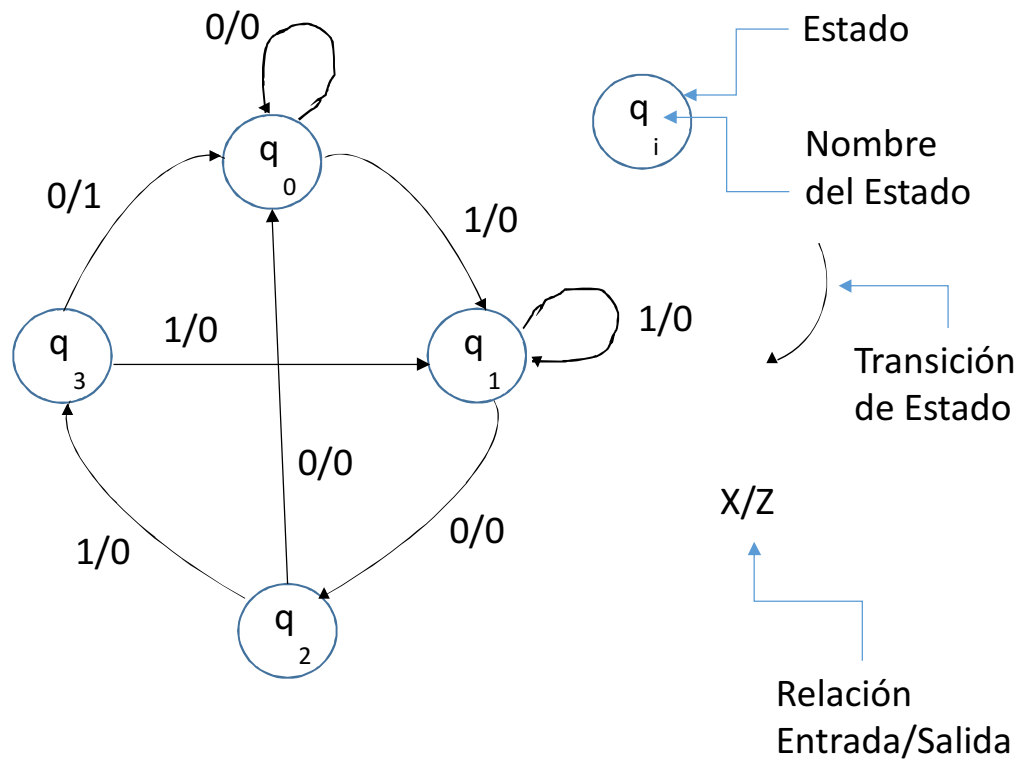 0/0
Estado
q
i
q
0
Nombre
del Estado
0/1
1/0
1/0
1/0
q
3
q
1
Transición
de Estado
0/0
X/Z
0/0
1/0
q
2
Relación
Entrada/Salida